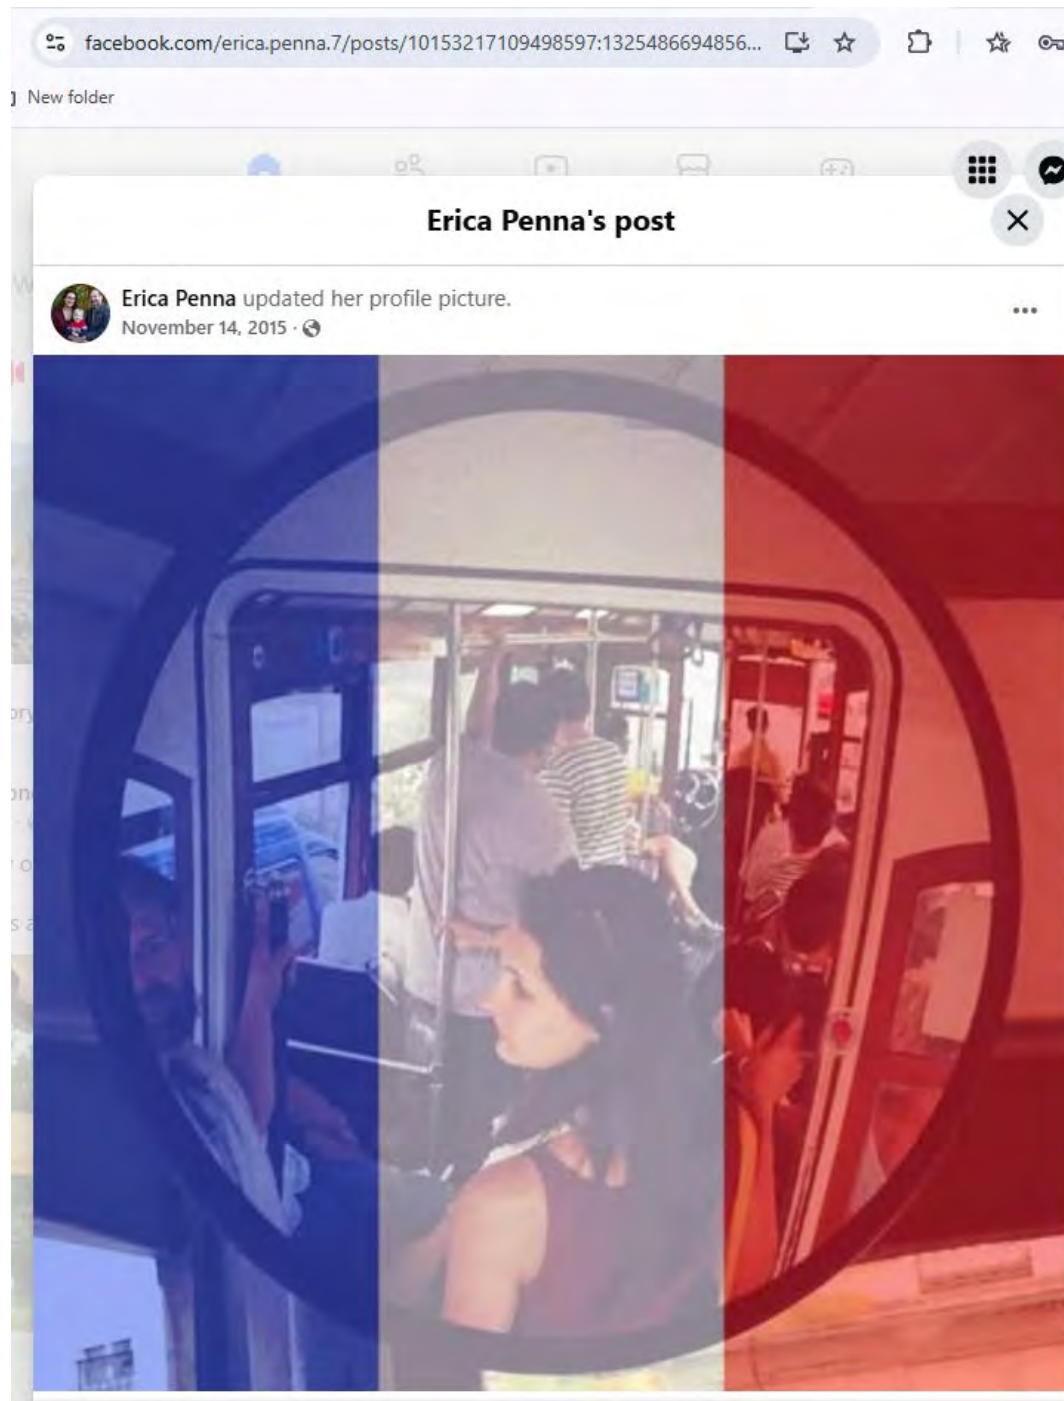 facebook.com/erica.penna.7/posts/10153217109498597:1325486694856...
New folder
Erica Penna's post
Erica Penna updated her profile picture.
November 14, 2015 ·